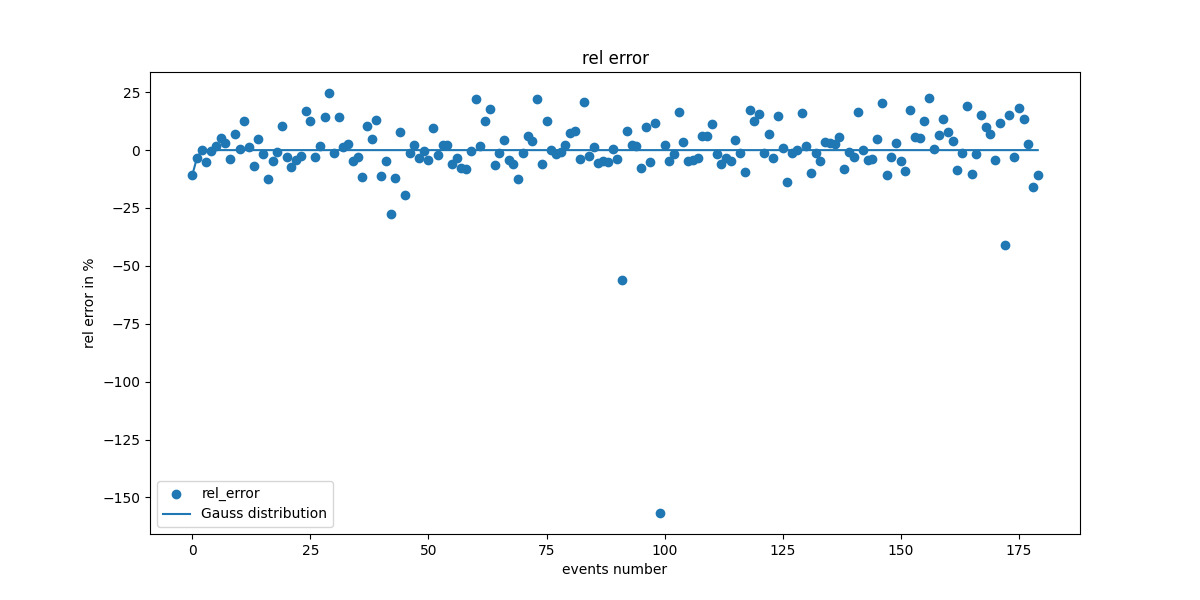 rel error
25
0
−25
−50
−75
−100
−125
−150
rel error in %
rel_error
Gauss distribution
0 25 50 75 100 125 150 175
events number